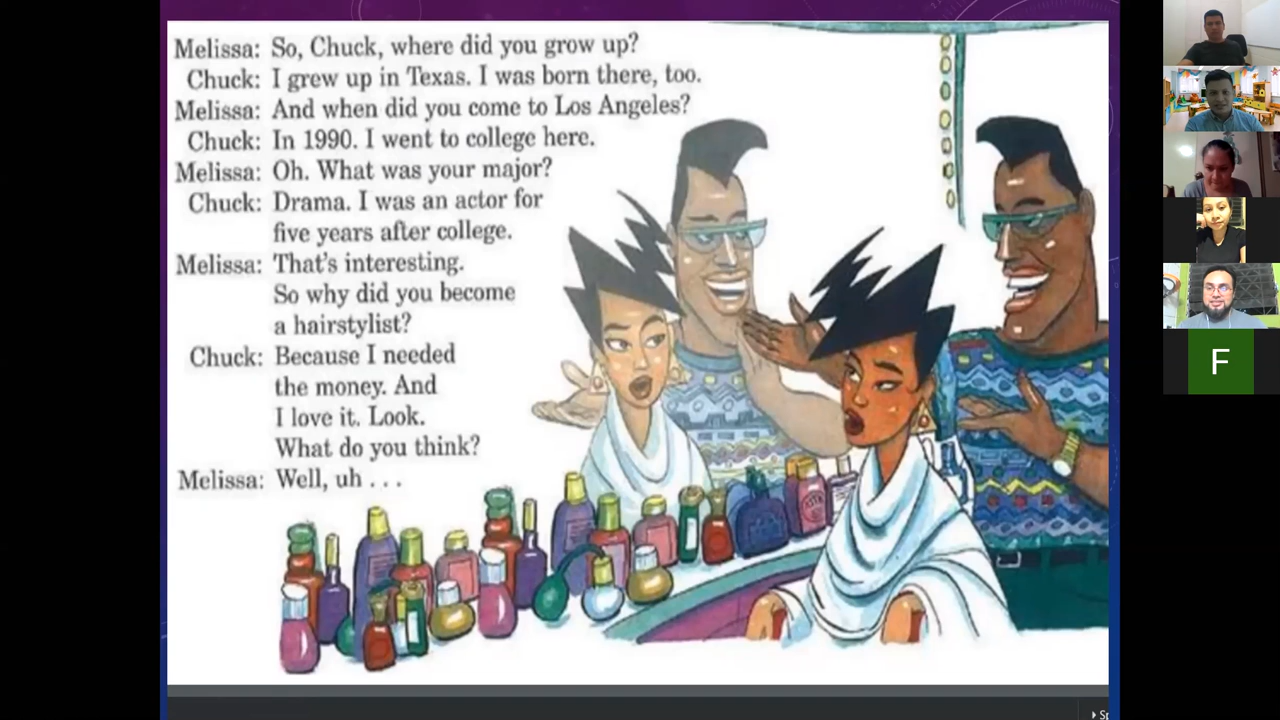 Melissa: So, Chuck, where did you grow up?
Chuck: I grew up in Texas. I was born there, too.
Melissa: And when did you come to Los Angeles?
Chuck: In 1990. I went to college here.
Melissa: Oh. What was your major?
Chuck: Drama. I was an actor for
five years after college.
Melissa: That's interesting.
So why did you become
a hairstylist?
Chuck: Because I needed
the money. And
I love it. Look.
What do you think?
Melissa: Well, uh . . .
F